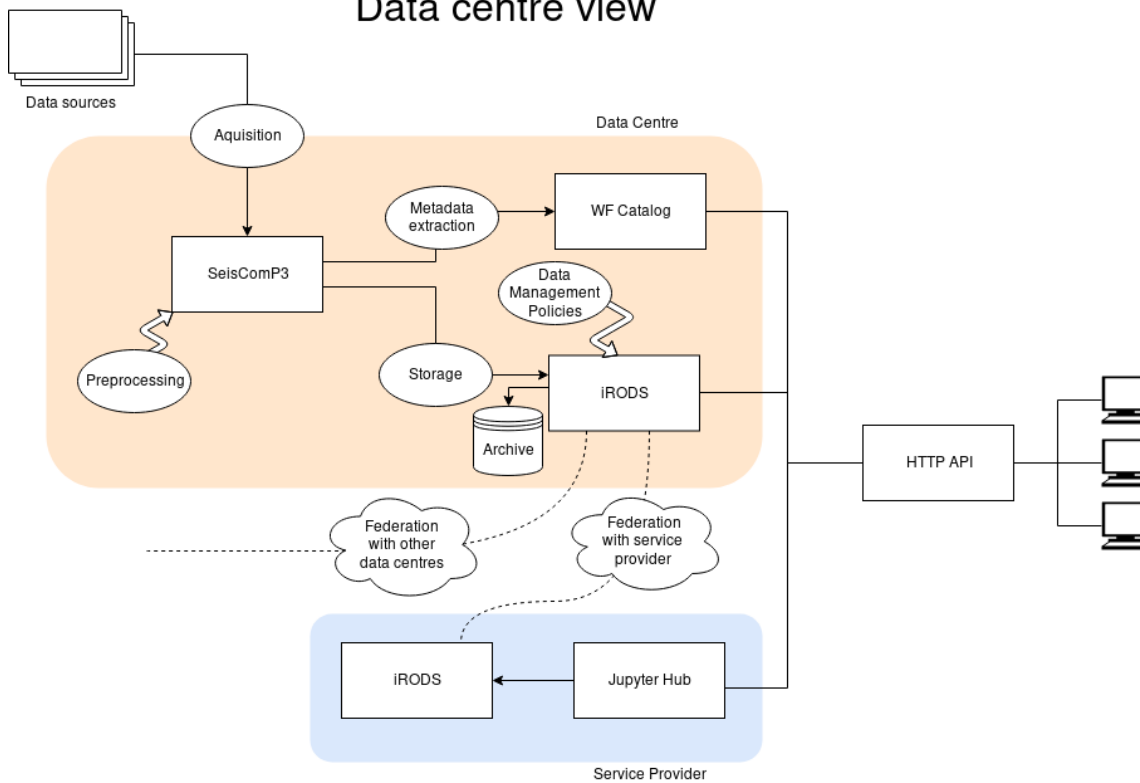 Data centre view
Data sources
Aquisition
Data Centre
Metadata
extraction
WF Catalog
SeisComP3
Data
Management
Policies
Preprocessing
Storage
iRODS
Archive
HTTP API
Federation
with other
data centres
Federation
with service
provider
iRODS
Jupyter Hub
Service Provider